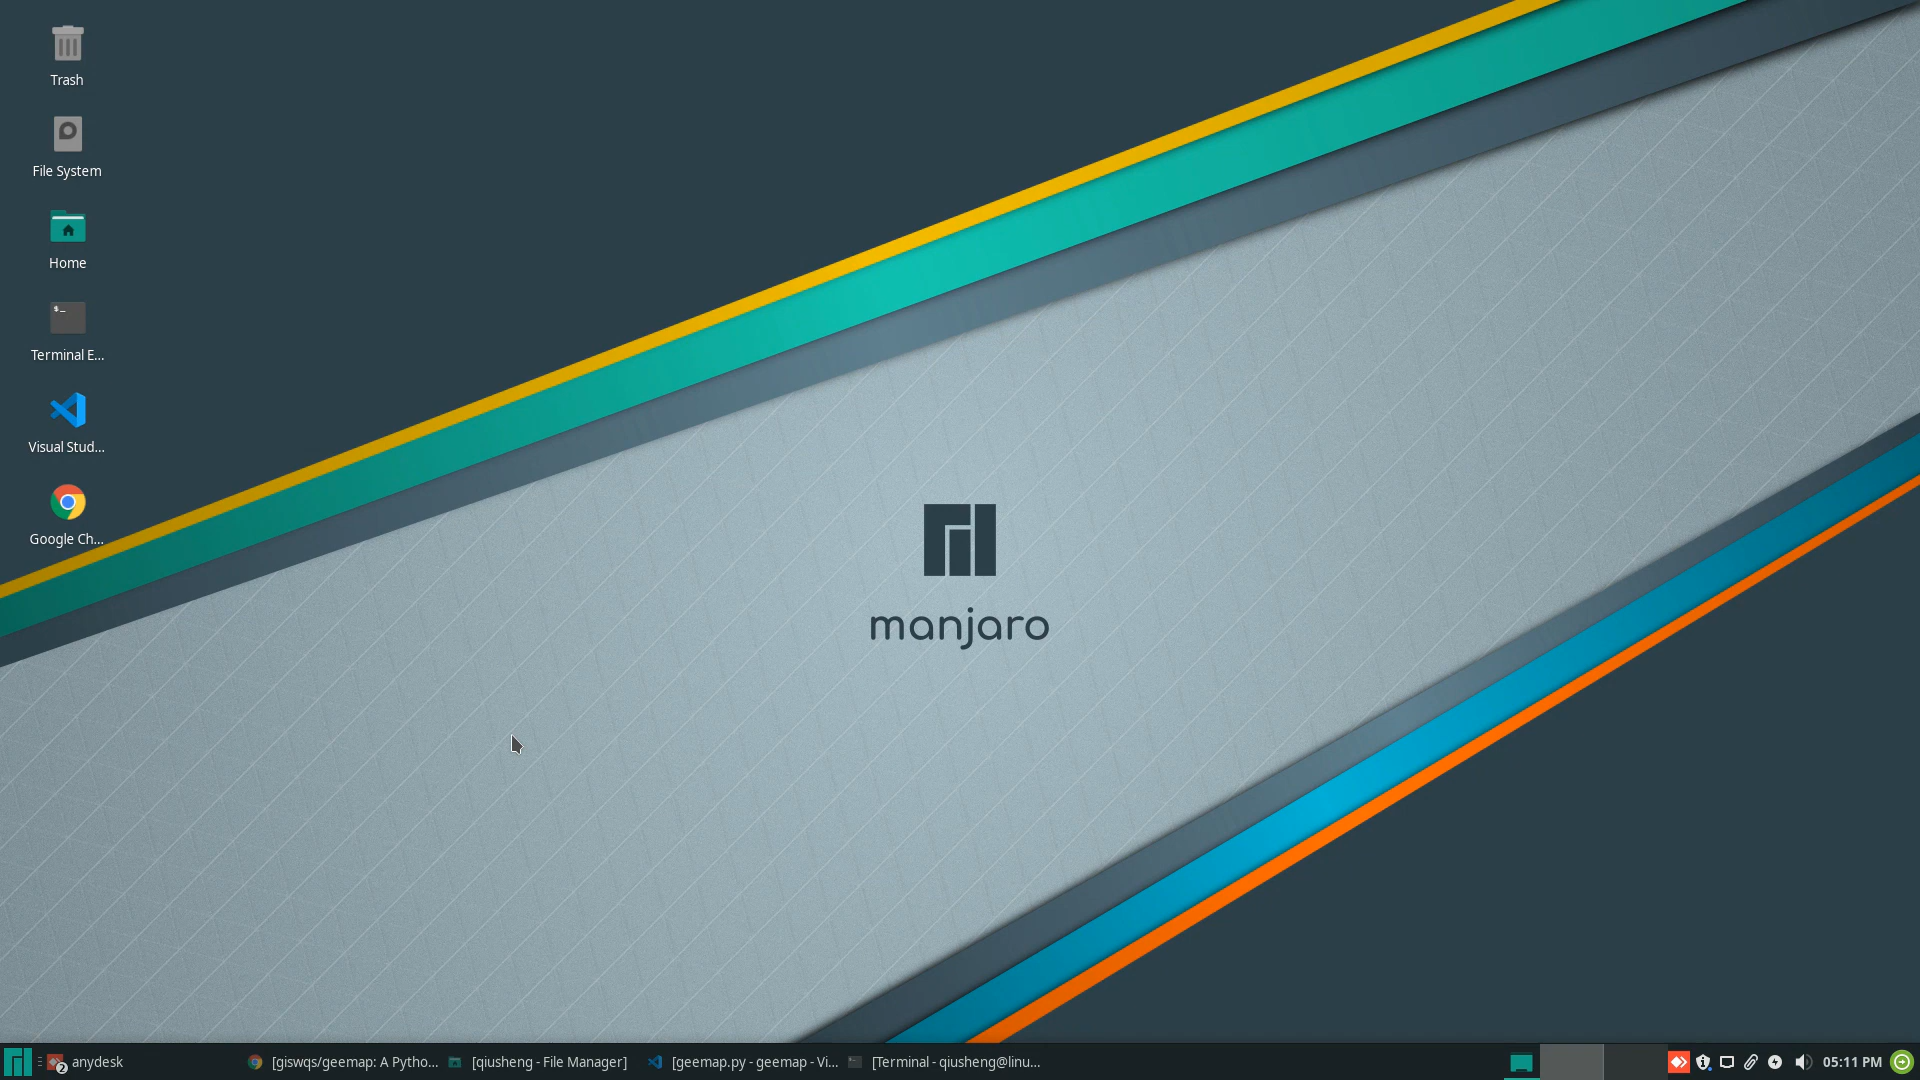 Trash
File System
Home
Terminal E...
Visual Stud...
Google Ch...
manjaro
2 anydesk [giswqs/geemap: A Pytho... [qiusheng - File Manager] [geemap.py - geemap - Vi... [Terminal - qiusheng@linu... 05:11 PM